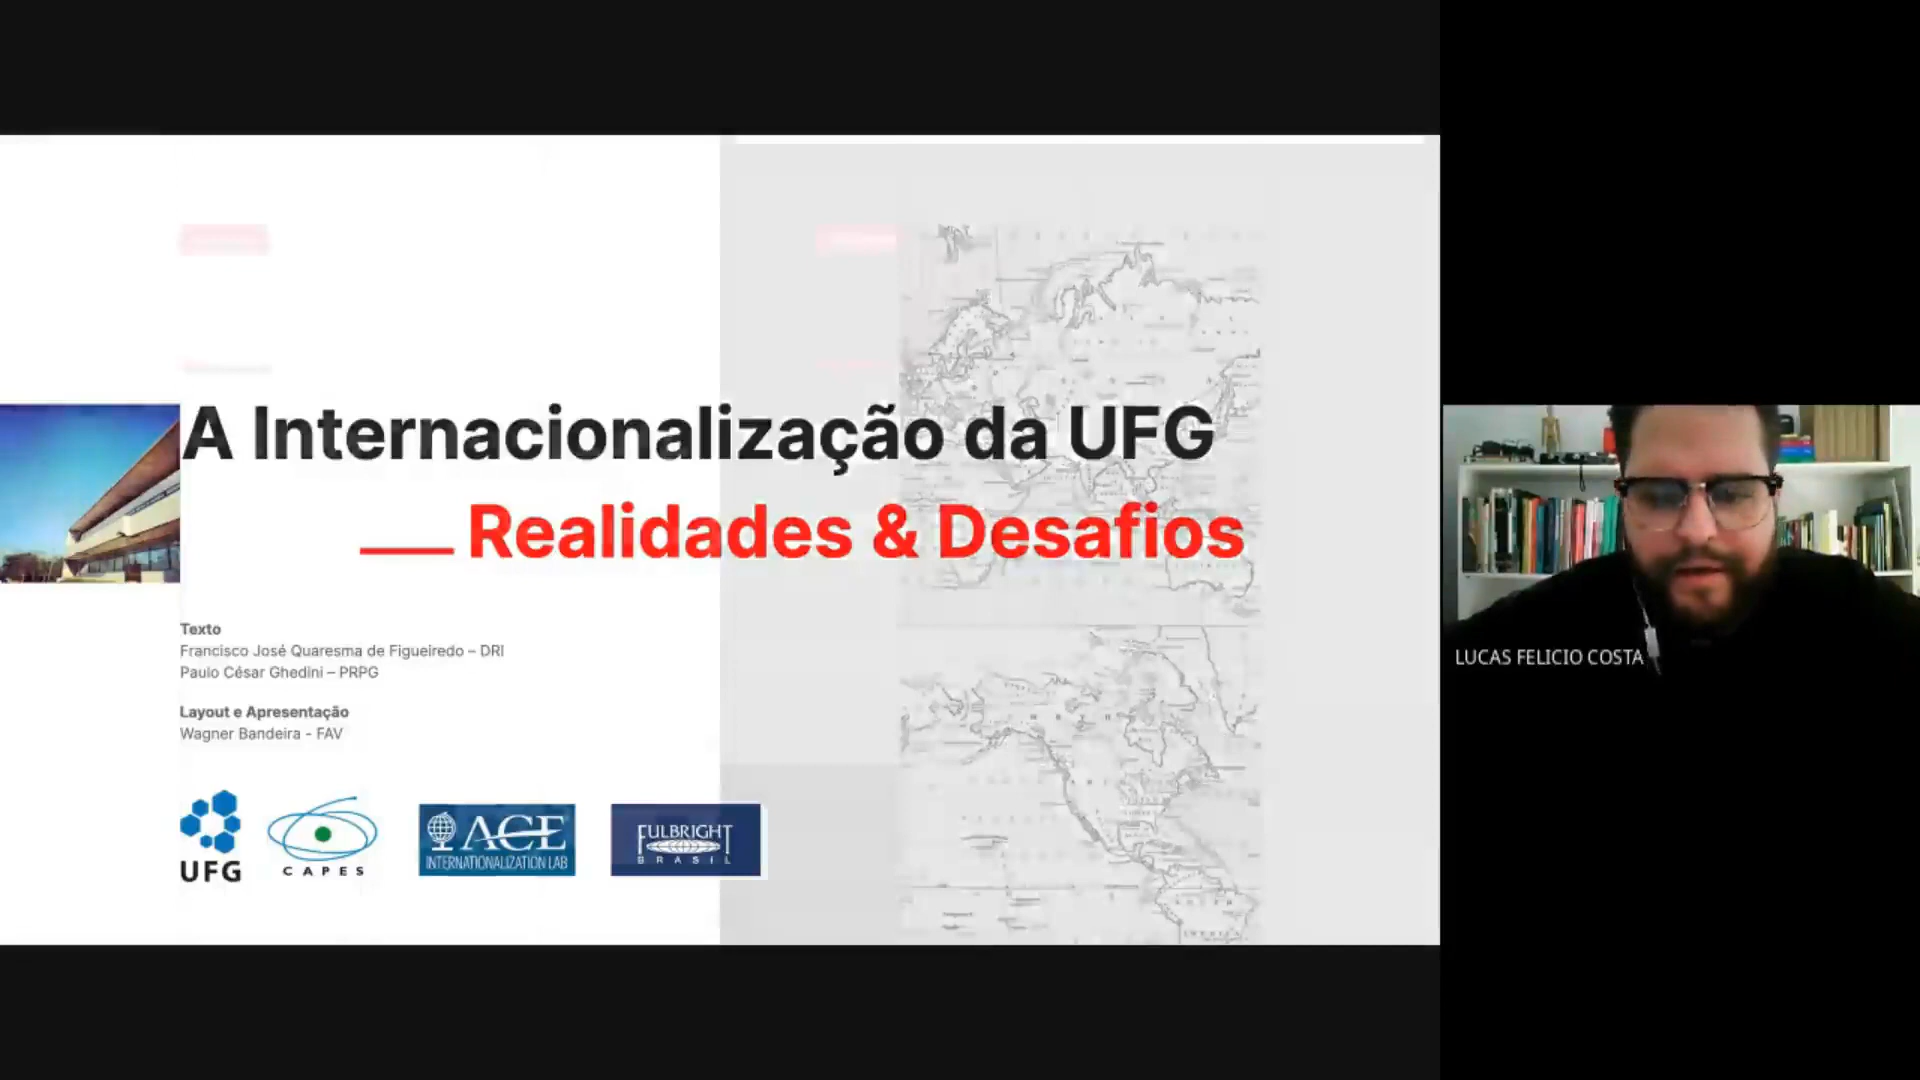 A Internacionalização da UFG
Realidades & Desafios
Texto
Francisco José Quaresma de Figueiredo – DRI
Paulo César Ghedini – PRPG
Layout e Apresentação
Wagner Bandeira - FAV
UFG
CAPES
ACE
INTERNATIONALIZATION LAB
FULBRIGHT
BRASIL
LUCAS FELICIO COSTA